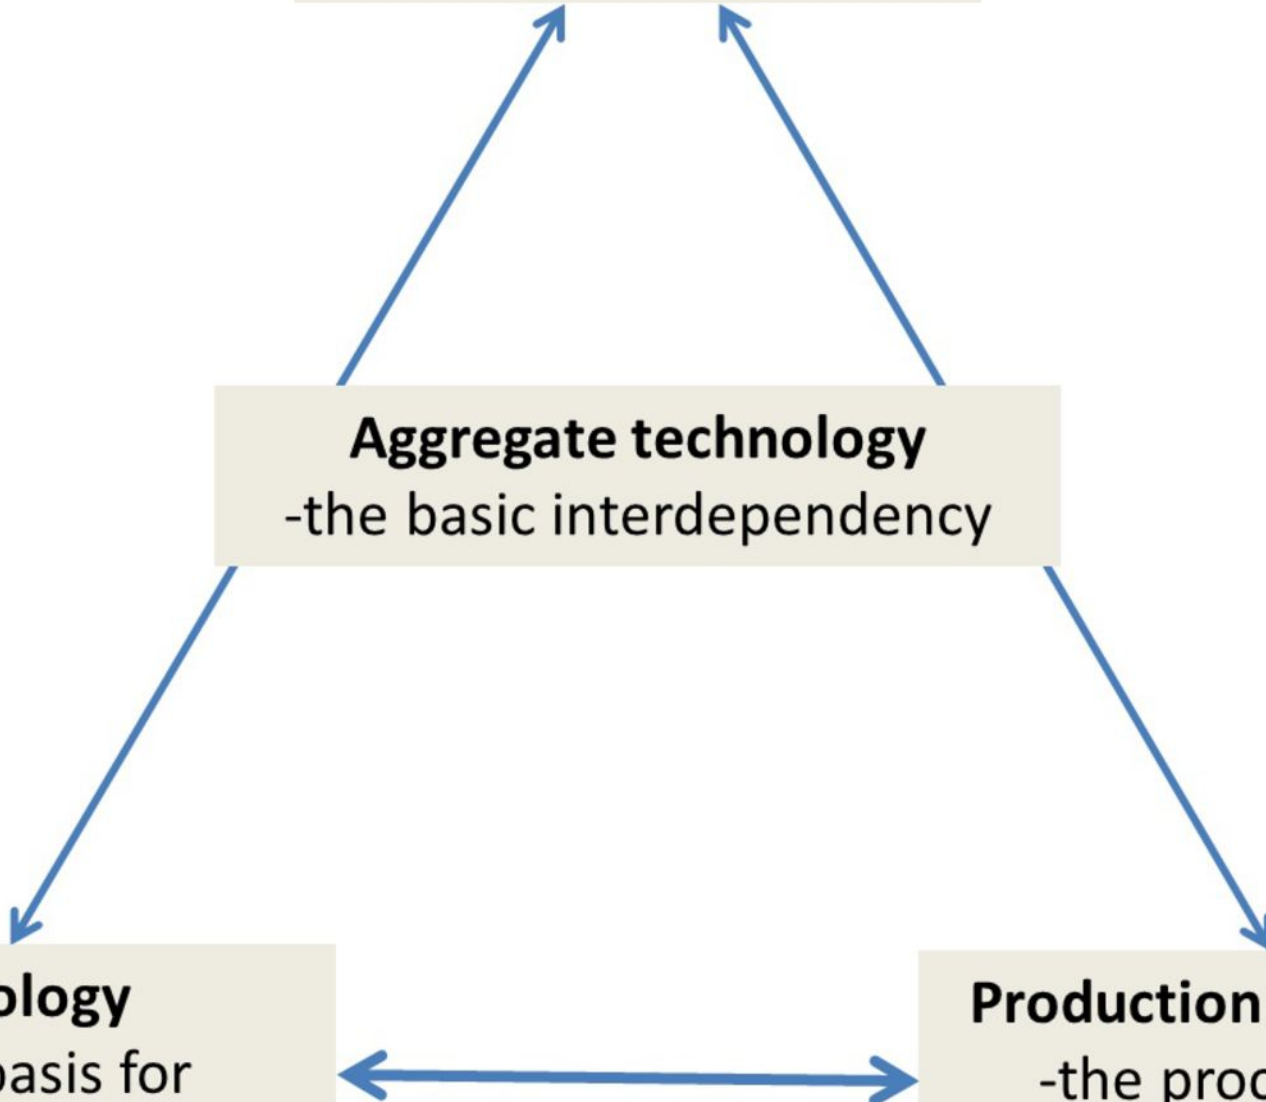 Aggregate technology
-the basic interdependency
ology
basis for
Production
-the proc